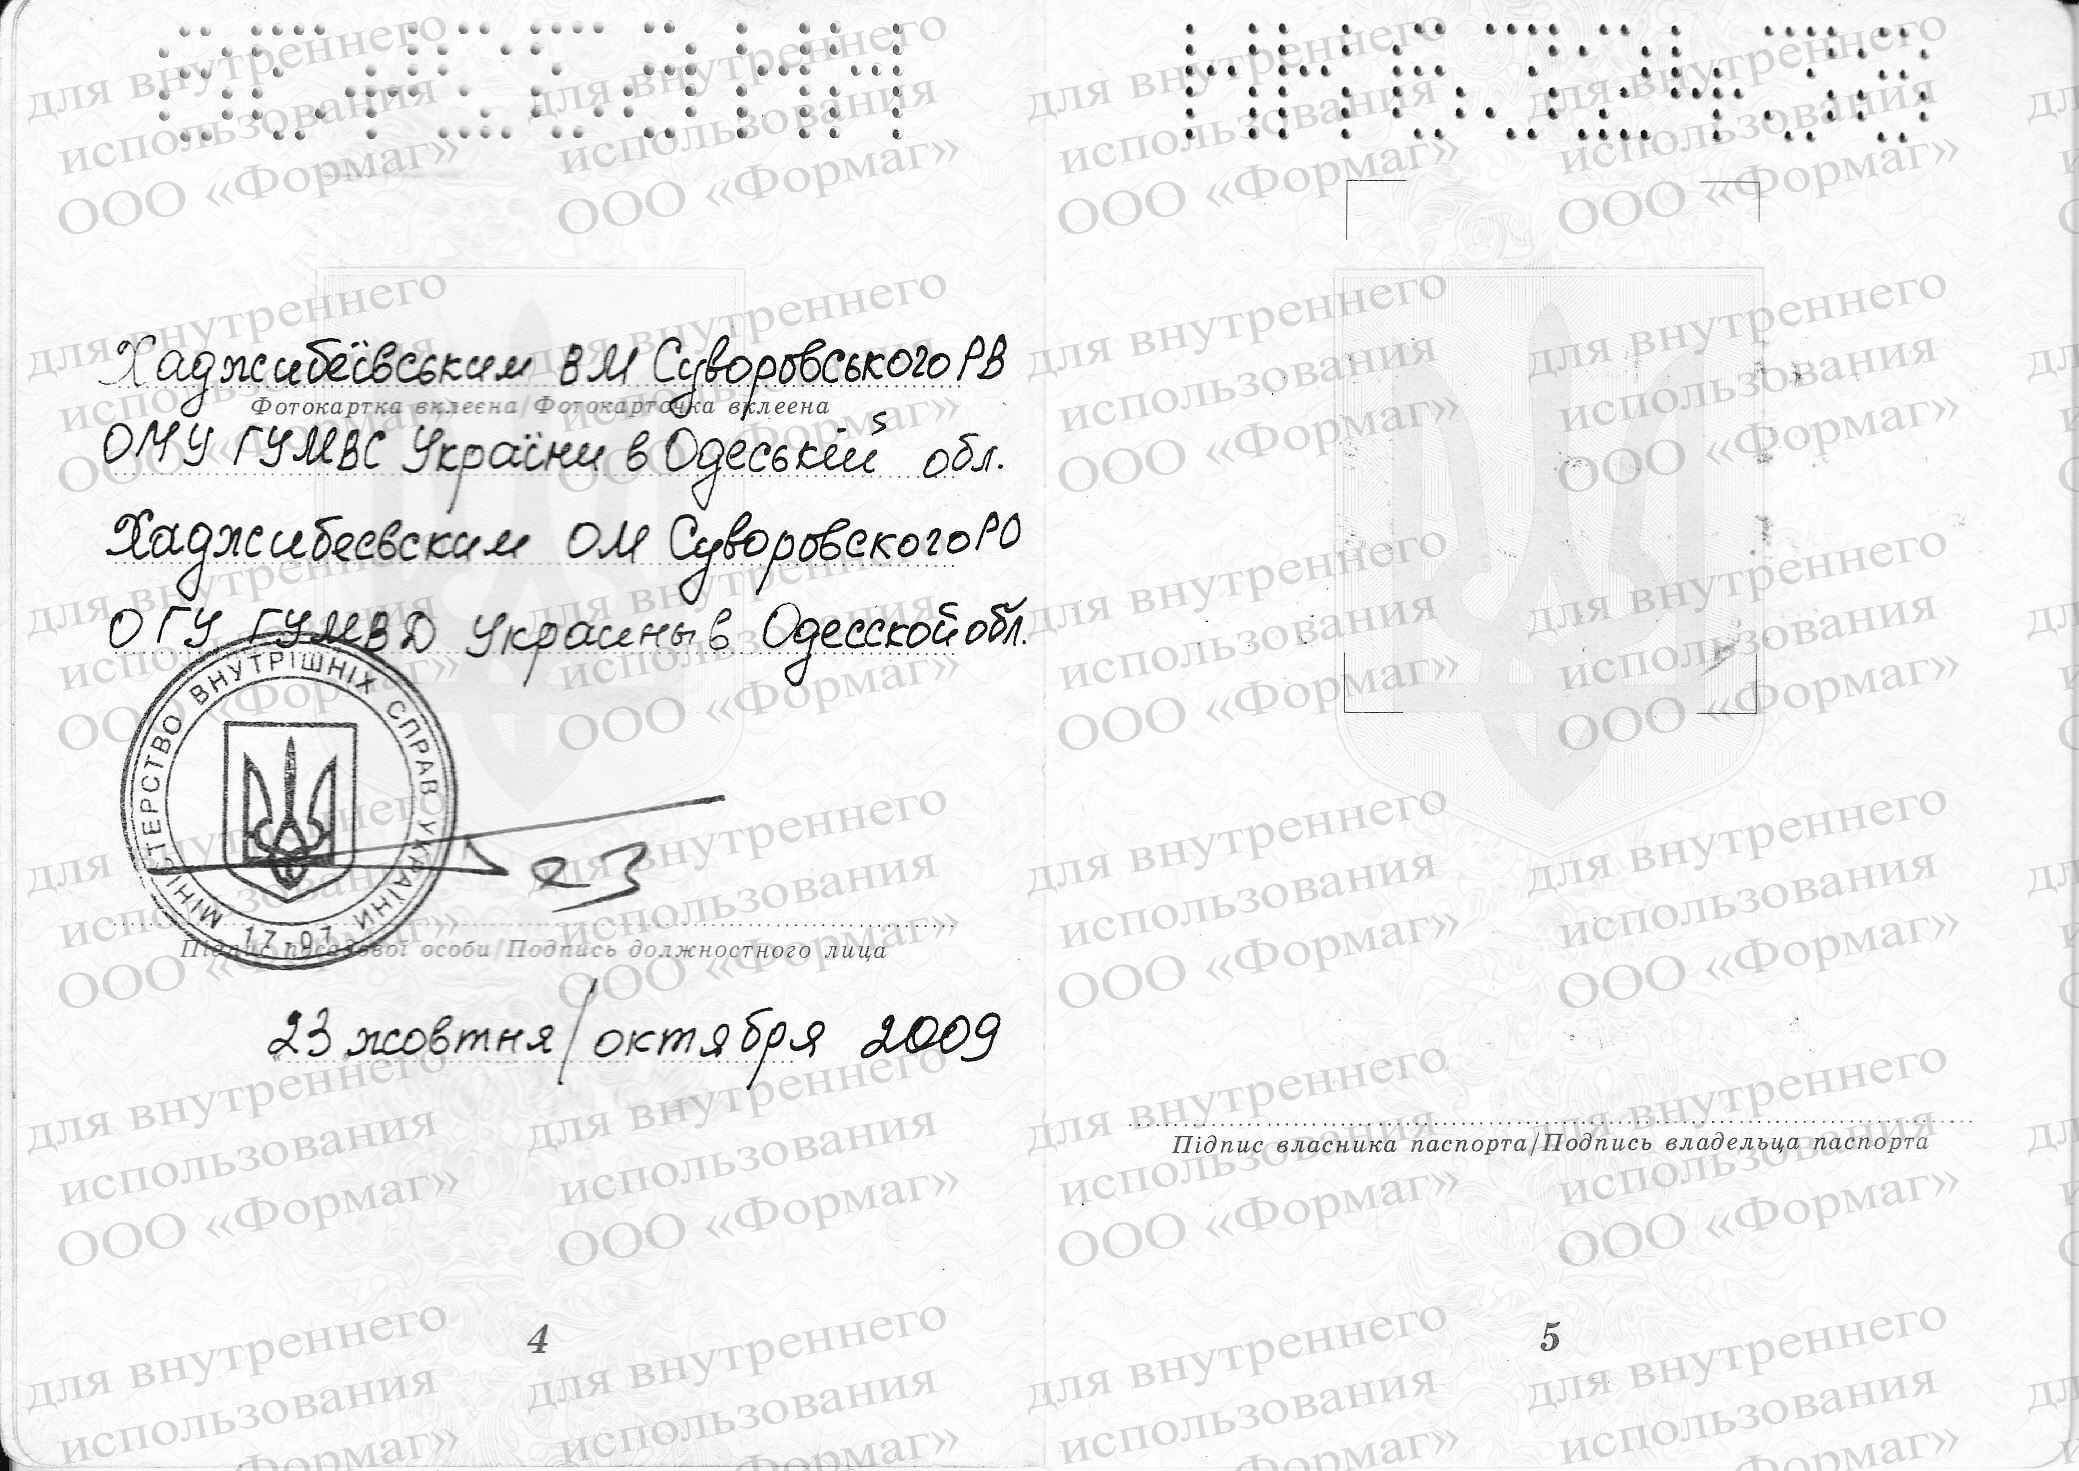 Хаджибеївським ВМ Суворовського РВ
Фотокартка вклеєна/Фотокарточка вклеена
ОМУ ГУМВС України в Одеській обл.
Хаджибеевским ОМ Суворовского РО
ОГУ ГУМВД Украины в Одесской обл.
МІНІСТЕРСТВО ВНУТРІШНІХ СПРАВ УКРАЇНИ
17-07
Підпис посадової особи/Подпись должностного лица
23 жовтня/октября 2009
4
Підпис власника паспорта/Подпись владельца паспорта
5
для внутреннего
использования
ООО «Формаг»